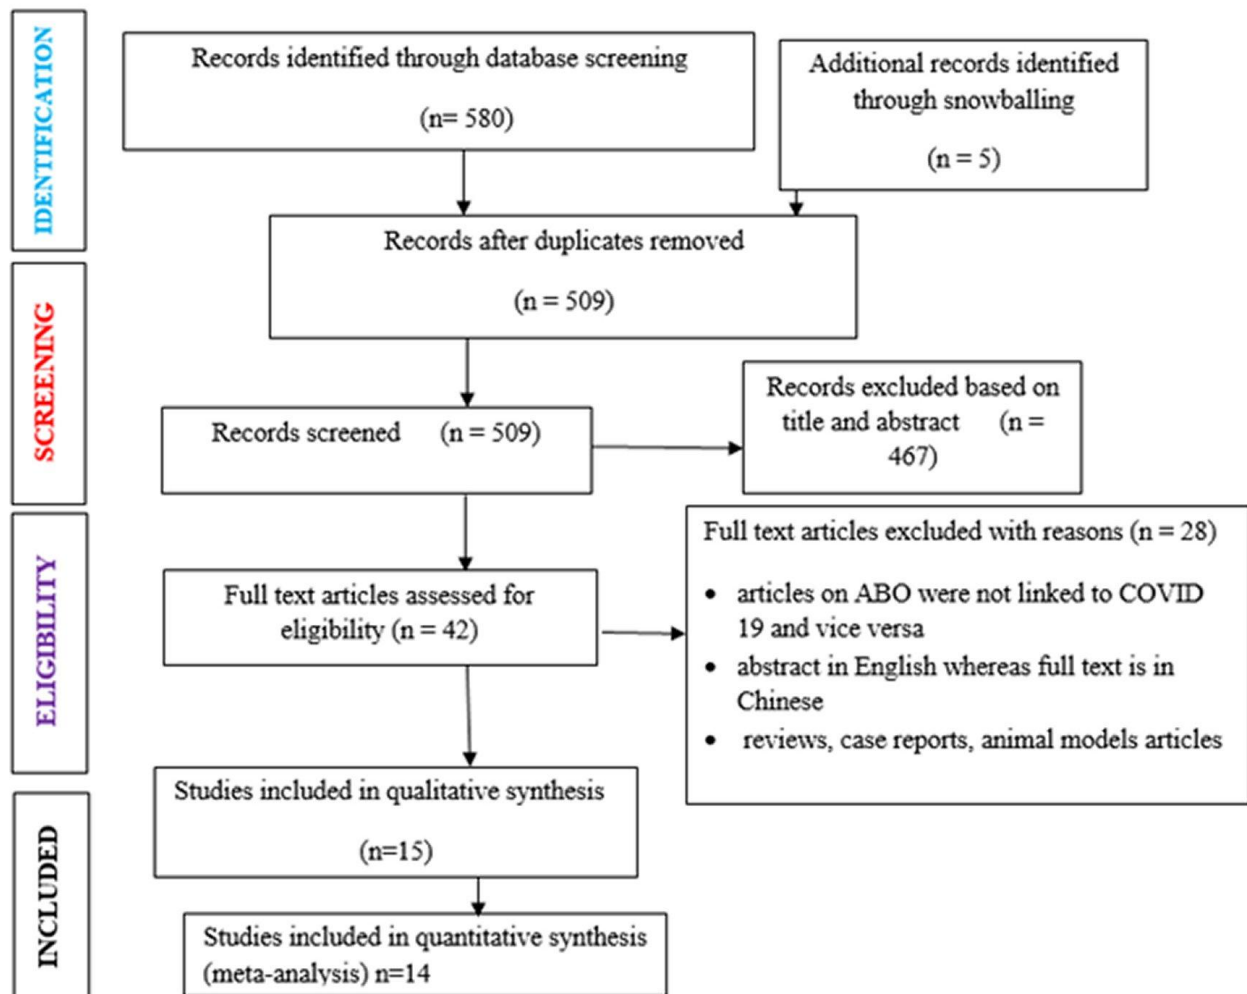 IDENTIFICATION
Records identified through database screening
(n= 580)
Additional records identified
through snowballing
(n = 5)
Records after duplicates removed
(n = 509)
SCREENING
Records screened (n = 509)
Records excluded based on
title and abstract (n =
467)
ELIGIBILITY
Full text articles assessed for
eligibility (n = 42)
Full text articles excluded with reasons (n = 28)
• articles on ABO were not linked to COVID
19 and vice versa
• abstract in English whereas full text is in
Chinese
• reviews, case reports, animal models articles
INCLUDED
Studies included in qualitative synthesis
(n=15)
Studies included in quantitative synthesis
(meta-analysis) n=14